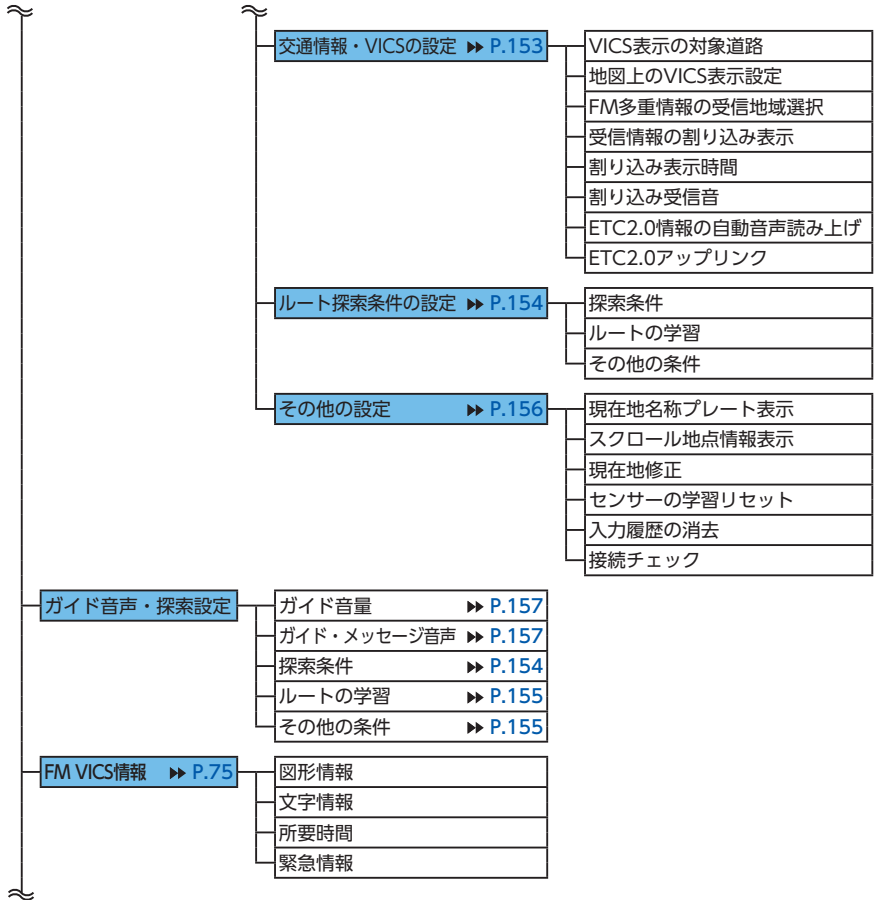 交通情報・VICSの設定 ▶▶ P.153
VICS表示の対象道路
地図上のVICS表示設定
FM多重情報の受信地域選択
受信情報の割り込み表示
割り込み表示時間
割り込み受信音
ETC2.0情報の自動音声読み上げ
ETC2.0アップリンク
ルート探索条件の設定 ▶▶ P.154
探索条件
ルートの学習
その他の条件
その他の設定 ▶▶ P.156
現在地名称プレート表示
スクロール地点情報表示
現在地修正
センサーの学習リセット
入力履歴の消去
接続チェック
ガイド音声・探索設定
ガイド音量 ▶▶ P.157
ガイド・メッセージ音声 ▶▶ P.157
探索条件 ▶▶ P.154
ルートの学習 ▶▶ P.155
その他の条件 ▶▶ P.155
FM VICS情報 ▶▶ P.75
図形情報
文字情報
所要時間
緊急情報